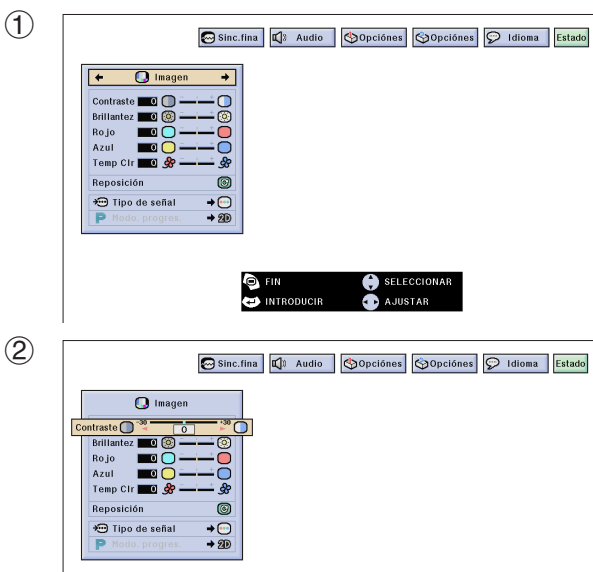 ①
Sinc.fina Audio Opciónes Opciónes Idioma Estado
Imagen
Contraste 0
Brillantez 0
Rojo 0
Azul 0
Temp Clr 0
Reposición
Tipo de señal
P Modo. progres. 2D
FIN SELECCIONAR
INTRODUCIR AJUSTAR
②
Sinc.fina Audio Opciónes Opciónes Idioma Estado
Imagen
Contraste -30 0 +30
Brillantez 0
Rojo 0
Azul 0
Temp Clr 0
Reposición
Tipo de señal
P Modo. progres. 2D